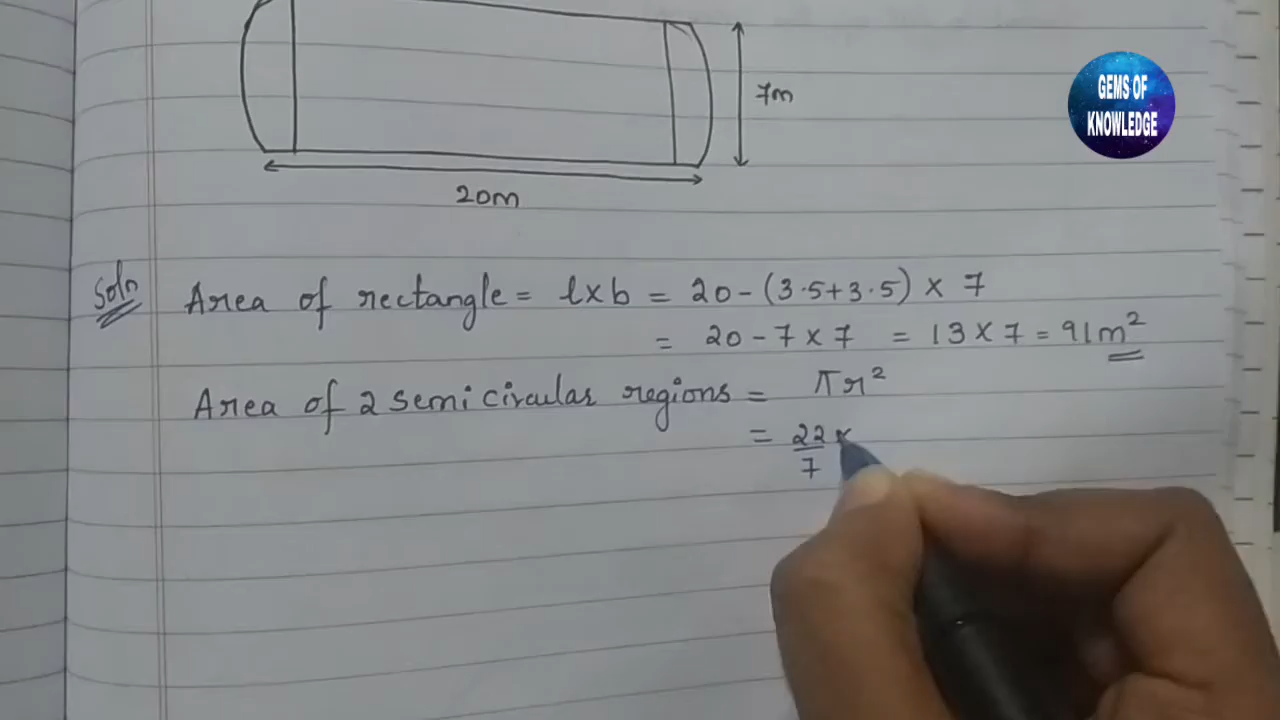 GEMS OF
KNOWLEDGE
7m
20m
Soln
Area of rectangle = l×b = 20 - (3.5+3.5) × 7
= 20 - 7 × 7 = 13 × 7 = 91m²
Area of 2 semicircular regions = πr²
= 22/7 ×